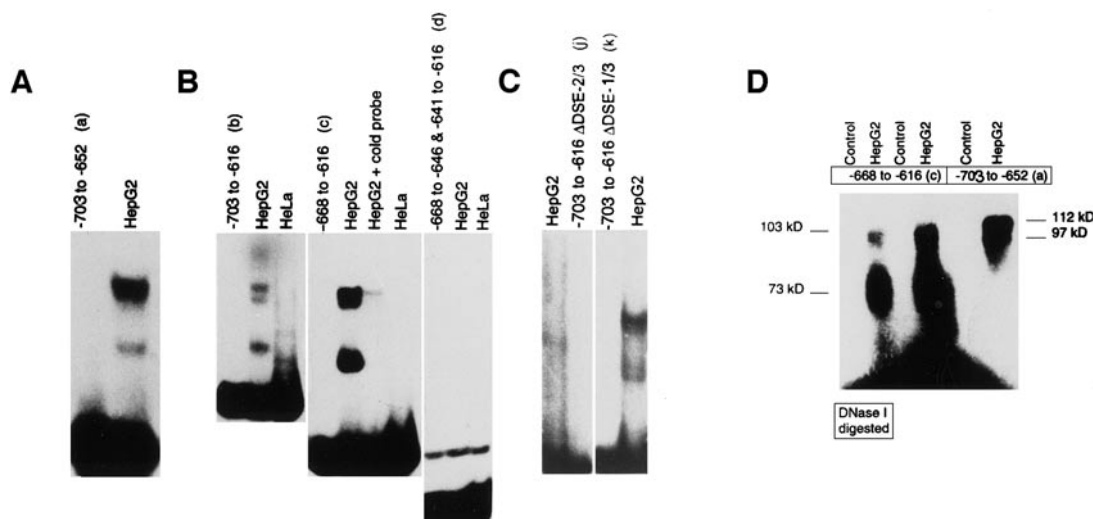 A
-703 to -652 (a)
HepG2
B
-703 to -616 (b)
HepG2
HeLa
-668 to -616 (c)
HepG2
HepG2 + cold probe
HeLa
-668 to -646 & -641 to -616 (d)
HepG2
HeLa
C
HepG2
-703 to -616 ΔDSE-2/3 (j)
-703 to -616 ΔDSE-1/3 (k)
HepG2
D
Control
HepG2
Control
HepG2
Control
HepG2
-668 to -616 (c)
-703 to -652 (a)
103 kD
73 kD
112 kD
97 kD
DNase I
digested